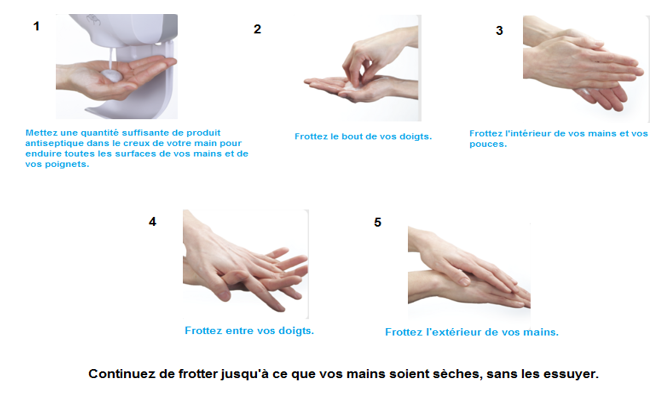 1
Mettez une quantité suffisante de produit
antiseptique dans le creux de votre main pour
enduire toutes les surfaces de vos mains et de
vos poignets.
2
Frottez le bout de vos doigts.
3
Frottez l'intérieur de vos mains et vos
pouces.
4
Frottez entre vos doigts.
5
Frottez l'extérieur de vos mains.
Continuez de frotter jusqu'à ce que vos mains soient sèches, sans les essuyer.